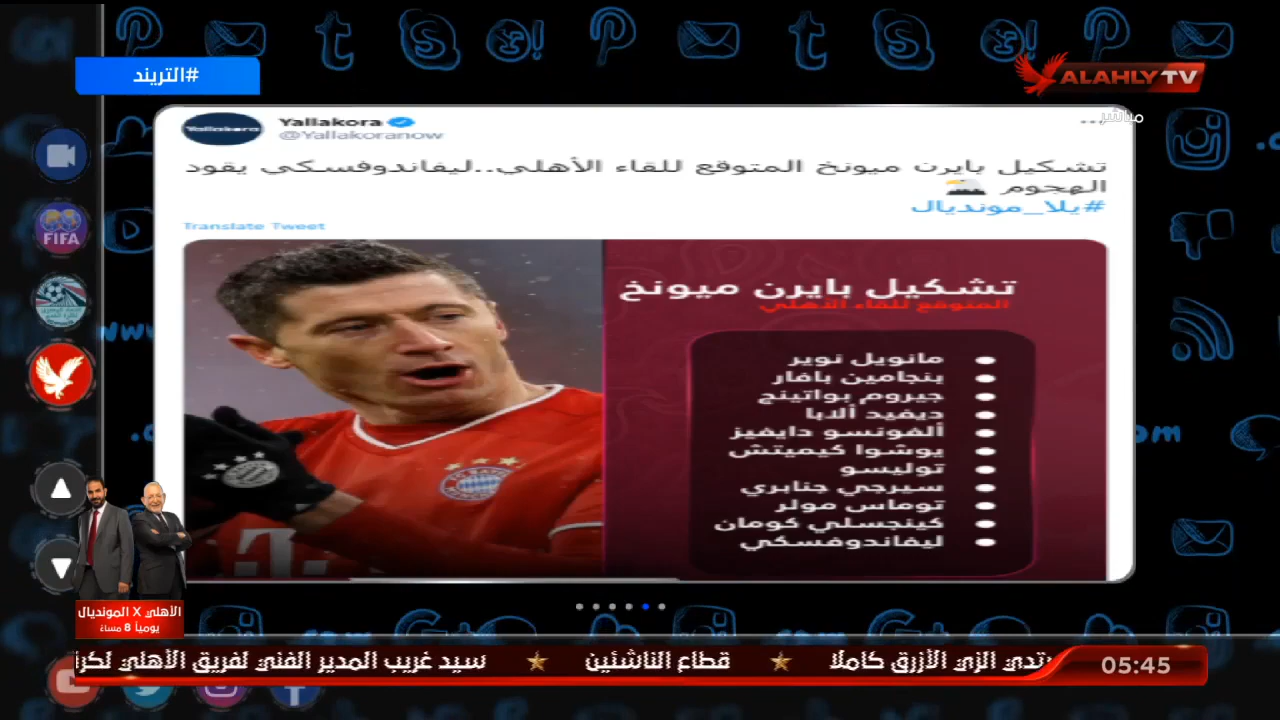 #التريند
ALAHLY TV
مباشر
Yallakora
Yallakora
@Yallakoranow
تشكيل بايرن ميونخ المتوقع للقاء الأهلي..ليفاندوفسكي يقود
الهجوم
#يلا_مونديال
Translate Tweet
تشكيل بايرن ميونخ
المتوقع للقاء الأهلي
مانويل نوير
بنجامين بافار
جيروم بواتينج
ديفيد ألابا
ألفونسو دايفيز
يوشوا كيميتش
توليسو
سيرجي جنابري
توماس مولر
كينجسلي كومان
ليفاندوفسكي
FIFA
الأهلي X المونديال
يومياً 8 مساءً
يرتدي الزي الأزرق كاملاً
قطاع الناشئين
سيد غريب المدير الفني لفريق الأهلي لكرة
05:45